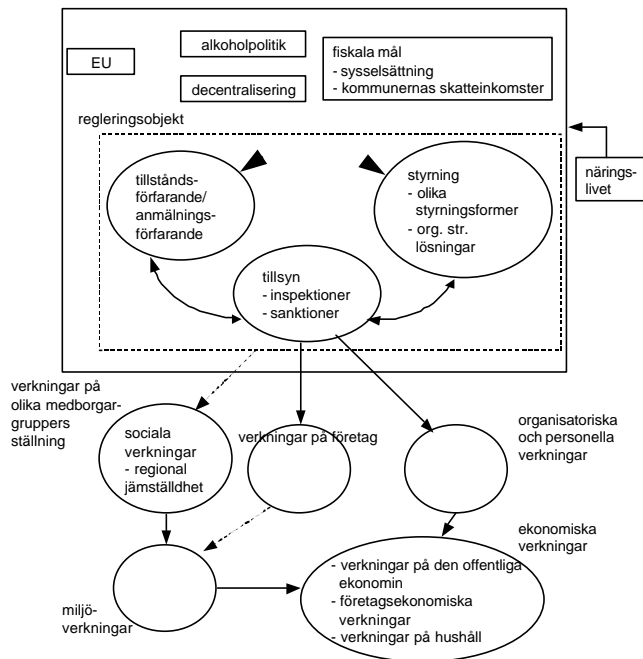 EU
alkoholpolitik
decentralisering
fiskala mål
- sysselsättning
- kommunernas skatteinkomster
regleringsobjekt
närings-
livet
tillstånds-
förfarande/
anmälnings-
förfarande
styrning
- olika
styrningsformer
- org. str.
lösningar
tillsyn
- inspektioner
- sanktioner
verkningar på
olika medborgar-
gruppers
ställning
sociala
verkningar
- regional
jämställdhet
verkningar på företag
organisatoriska
och personella
verkningar
ekonomiska
verkningar
miljö-
verkningar
- verkningar på den offentliga
ekonomin
- företagsekonomiska
verkningar
- verkningar på hushåll